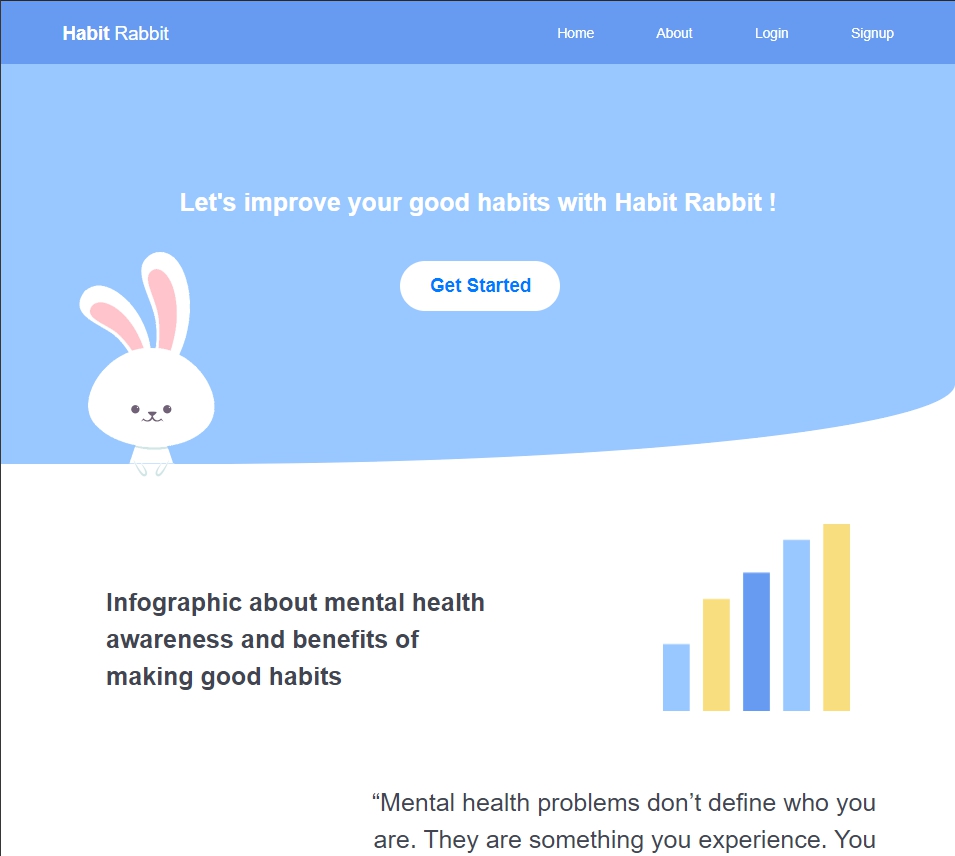 Habit Rabbit
Home
About
Login
Signup
Let's improve your good habits with Habit Rabbit !
Get Started
Infographic about mental health
awareness and benefits of
making good habits
“Mental health problems don’t define who you
are. They are something you experience. You